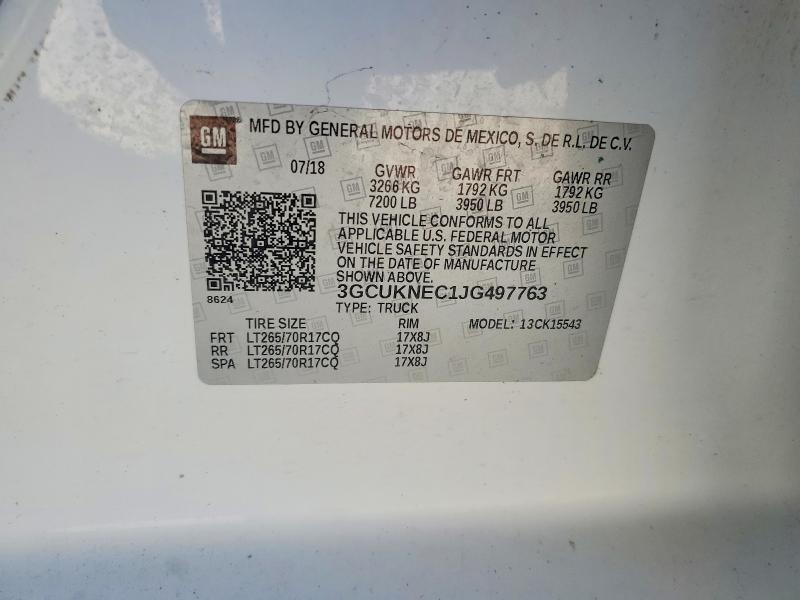 GM MFD BY GENERAL MOTORS DE MEXICO, S, DE R.L, DE C.V.
07/18 GVWR GAWR FRT GAWR RR
3266 KG 1792 KG 1792 KG
7200 LB 3950 LB 3950 LB
THIS VEHICLE CONFORMS TO ALL
APPLICABLE U.S. FEDERAL MOTOR
VEHICLE SAFETY STANDARDS IN EFFECT
ON THE DATE OF MANUFACTURE
SHOWN ABOVE.
8624 3GCUKNEC1JG497763
TYPE: TRUCK
TIRE SIZE RIM MODEL: 13CK15543
FRT LT265/70R17CQ 17X8J
RR LT265/70R17CQ 17X8J
SPA LT265/70R17CQ 17X8J